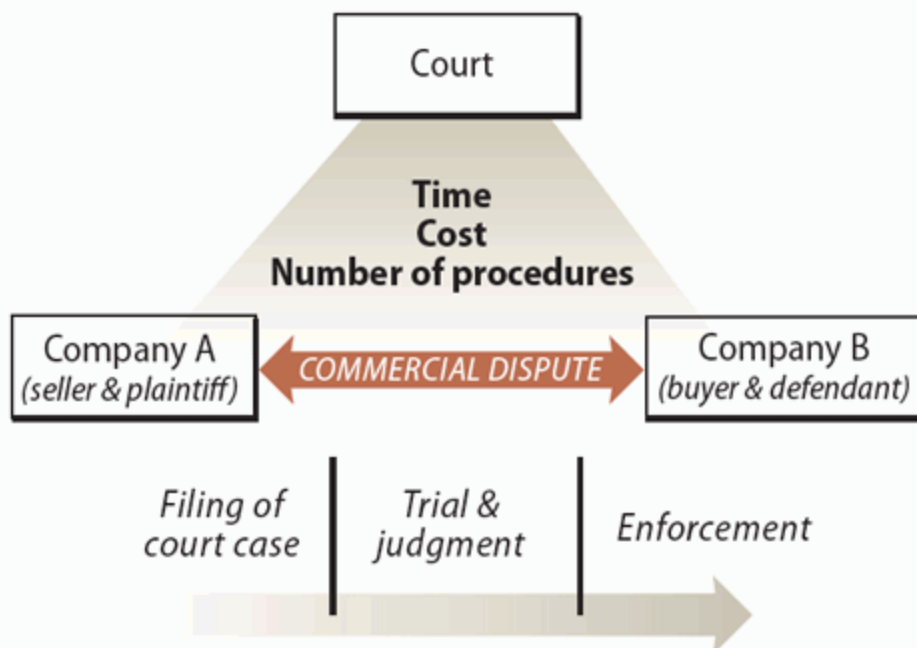 Court
Time
Cost
Number of procedures
Company A
(seller & plaintiff)
COMMERCIAL DISPUTE
Company B
(buyer & defendant)
Filing of
court case
Trial &
judgment
Enforcement